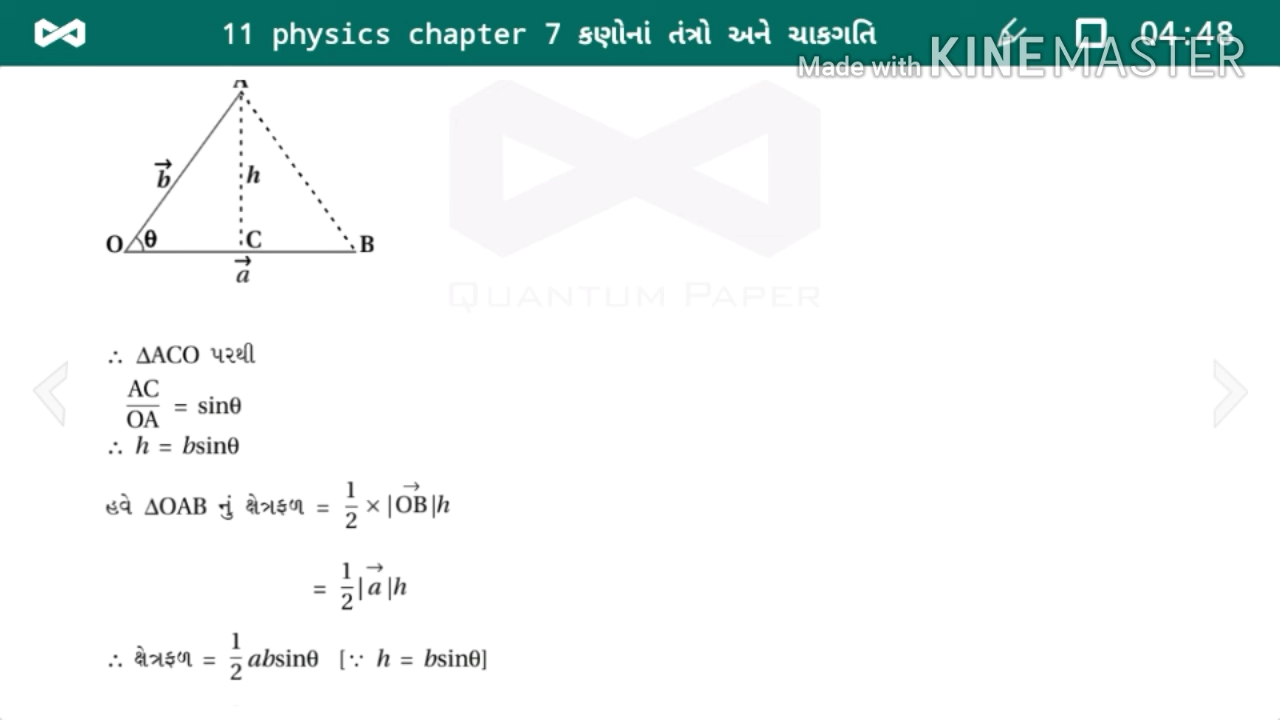 11 physics chapter 7 કણોનાં તંત્રો અને ચાકગતિ
04:48
Made with KINEMASTER
A
b⃗
h
O θ C B
a⃗
QUANTUM PAPER
∴ ΔACO પરથી
AC/OA = sinθ
∴ h = bsinθ
હવે ΔOAB નું ક્ષેત્રફળ = 1/2 × |OB⃗|h
= 1/2|a⃗|h
∴ ક્ષેત્રફળ = 1/2 absinθ [∵ h = bsinθ]